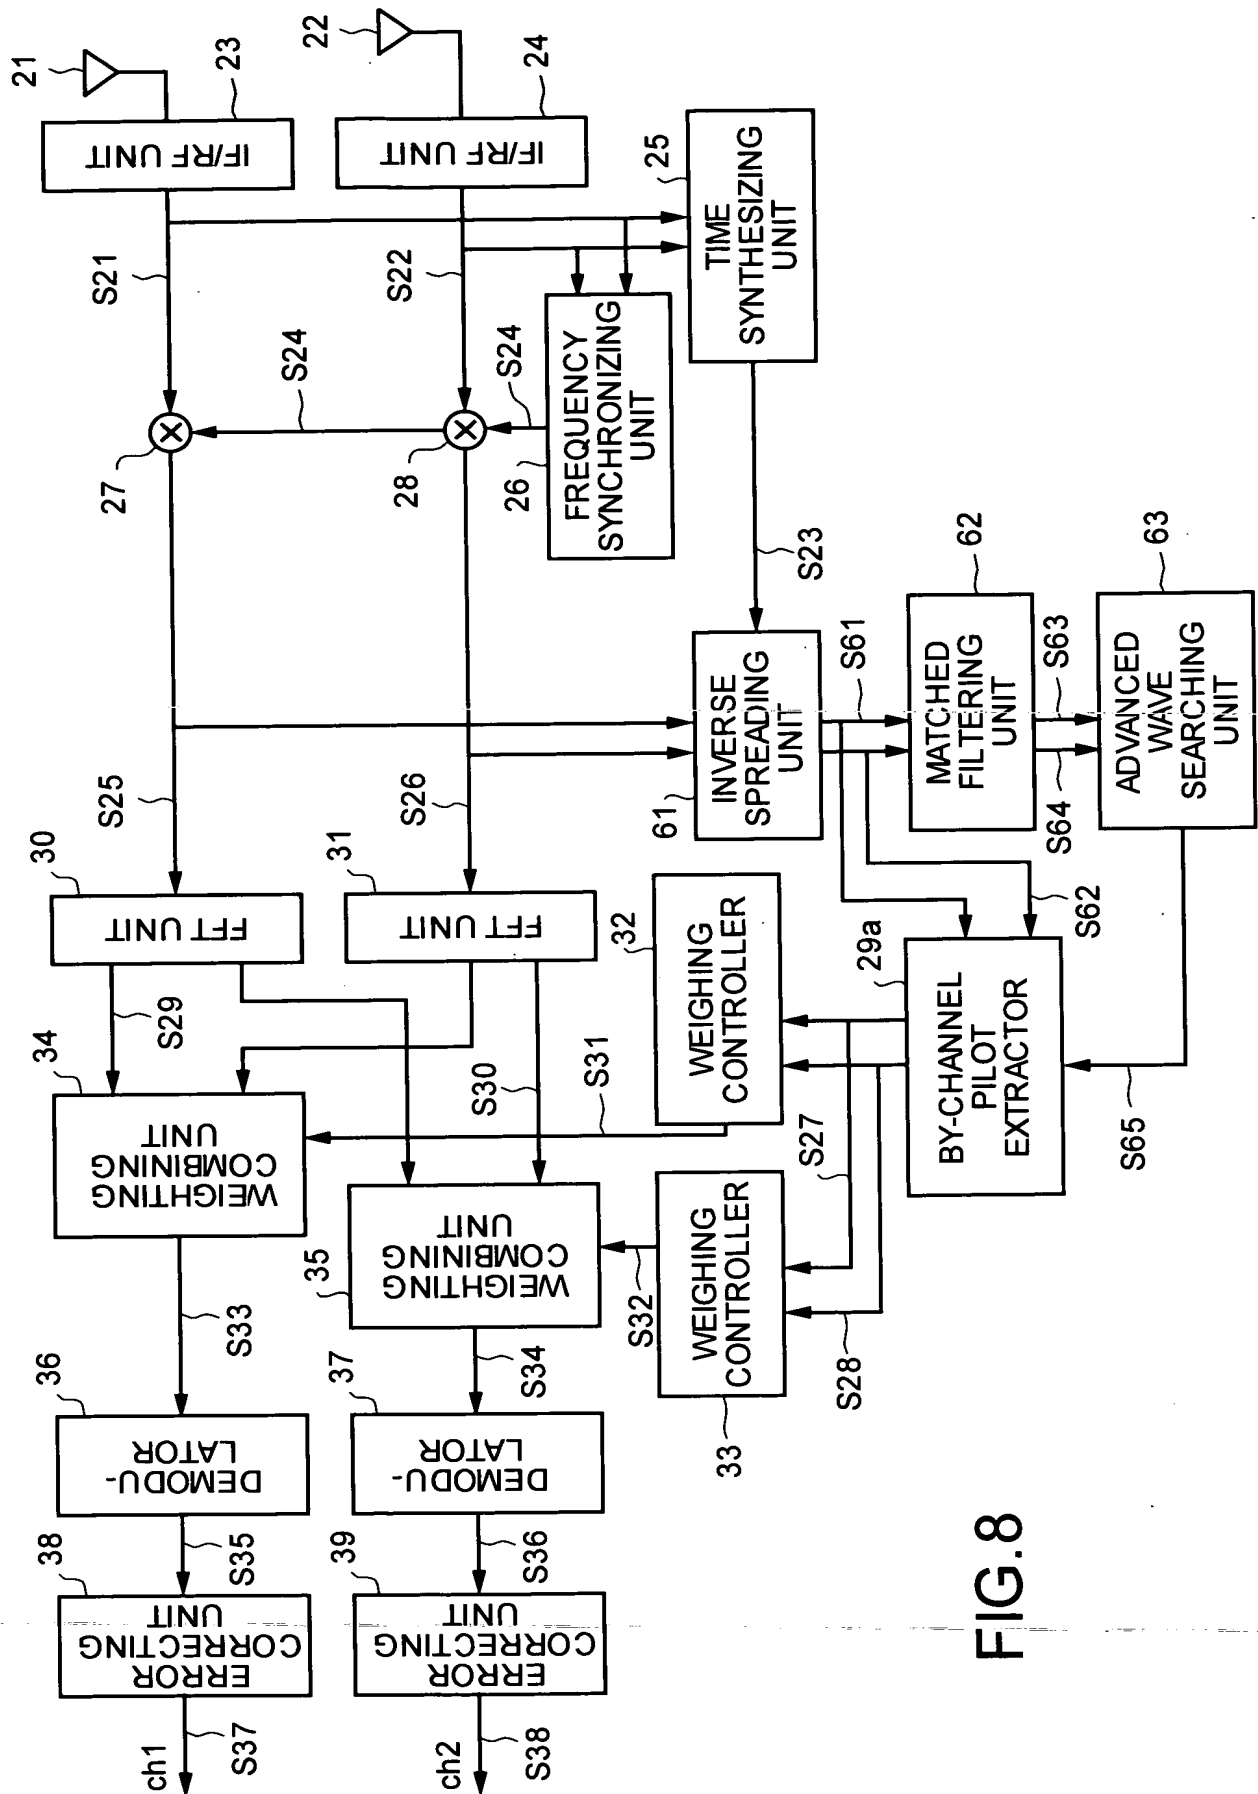 21
22
23
IF/RF UNIT
24
IF/RF UNIT
25
TIME
SYNTHESIZING
UNIT
S21
S22
S24
S24
27
28
26
FREQUENCY
SYNCHRONIZING
UNIT
S23
S25
S26
61
INVERSE
SPREADING
UNIT
S61
62
MATCHED
FILTERING
UNIT
S63
S64
63
ADVANCED
WAVE
SEARCHING
UNIT
30
FFT UNIT
31
FFT UNIT
S62
S29
S30
32
WEIGHING
CONTROLLER
S31
29a
BY-CHANNEL
PILOT
EXTRACTOR
S65
34
WEIGHTING
COMBINING
UNIT
35
WEIGHTING
COMBINING
UNIT
S32
S27
S28
WEIGHING
CONTROLLER
33
S33
S34
36
DEMODU-
LATOR
37
DEMODU-
LATOR
S35
S36
38
ERROR
CORRECTING
UNIT
39
ERROR
CORRECTING
UNIT
ch1
S37
ch2
S38
FIG.8